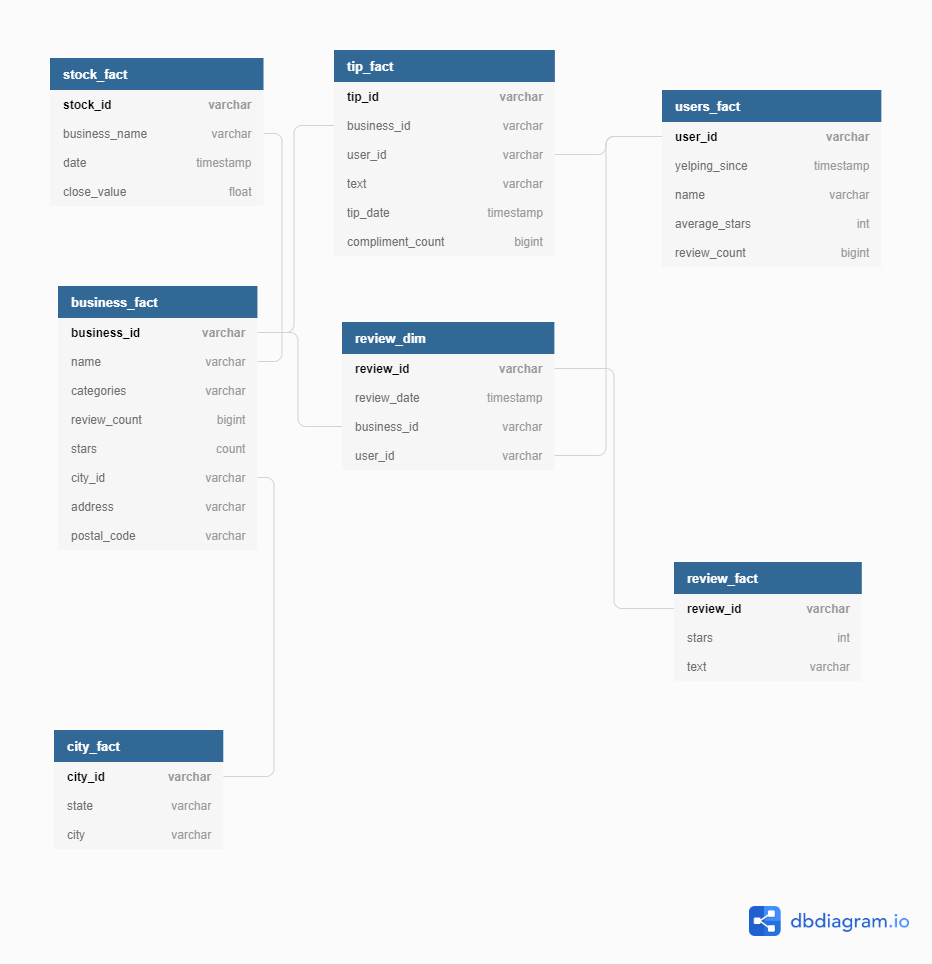 stock_fact
stock_id varchar
business_name varchar
date timestamp
close_value float
tip_fact
tip_id varchar
business_id varchar
user_id varchar
text varchar
tip_date timestamp
compliment_count bigint
users_fact
user_id varchar
yelping_since timestamp
name varchar
average_stars int
review_count bigint
business_fact
business_id varchar
name varchar
categories varchar
review_count bigint
stars count
city_id varchar
address varchar
postal_code varchar
review_dim
review_id varchar
review_date timestamp
business_id varchar
user_id varchar
review_fact
review_id varchar
stars int
text varchar
city_fact
city_id varchar
state varchar
city varchar
dbdiagram.io